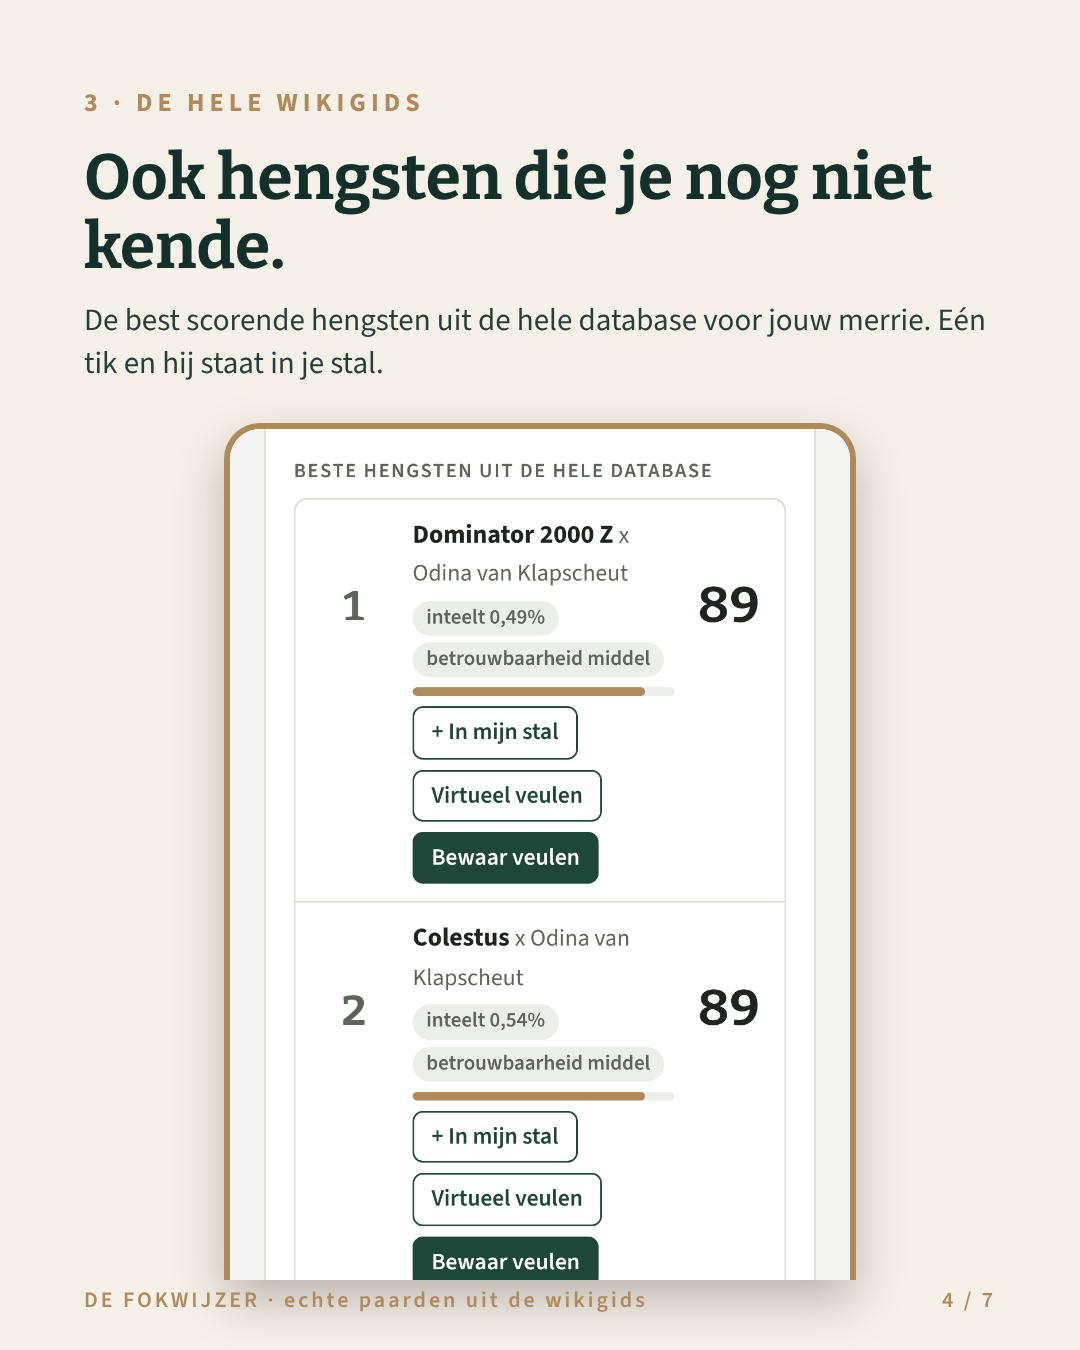 3 · DE HELE WIKIGIDS
Ook hengsten die je nog niet
kende.
De best scorende hengsten uit de hele database voor jouw merrie. Eén
tik en hij staat in je stal.
BESTE HENGSTEN UIT DE HELE DATABASE
Dominator 2000 Z x
Odina van Klapscheut
1
89
inteelt 0,49%
betrouwbaarheid middel
+ In mijn stal
Virtueel veulen
Bewaar veulen
Colestus x Odina van
Klapscheut
2
89
inteelt 0,54%
betrouwbaarheid middel
+ In mijn stal
Virtueel veulen
Bewaar veulen
DE FOKWIJZER · echte paarden uit de wikigids
4 / 7